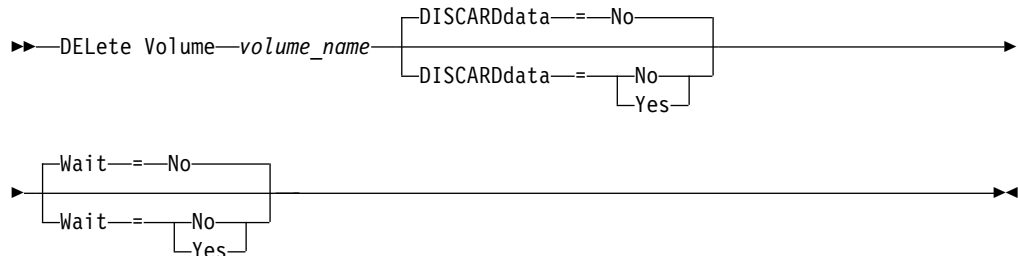 DISCARDdata = No
DELete Volume volume_name
DISCARDdata = No
Yes
Wait = No
Wait = No
Yes